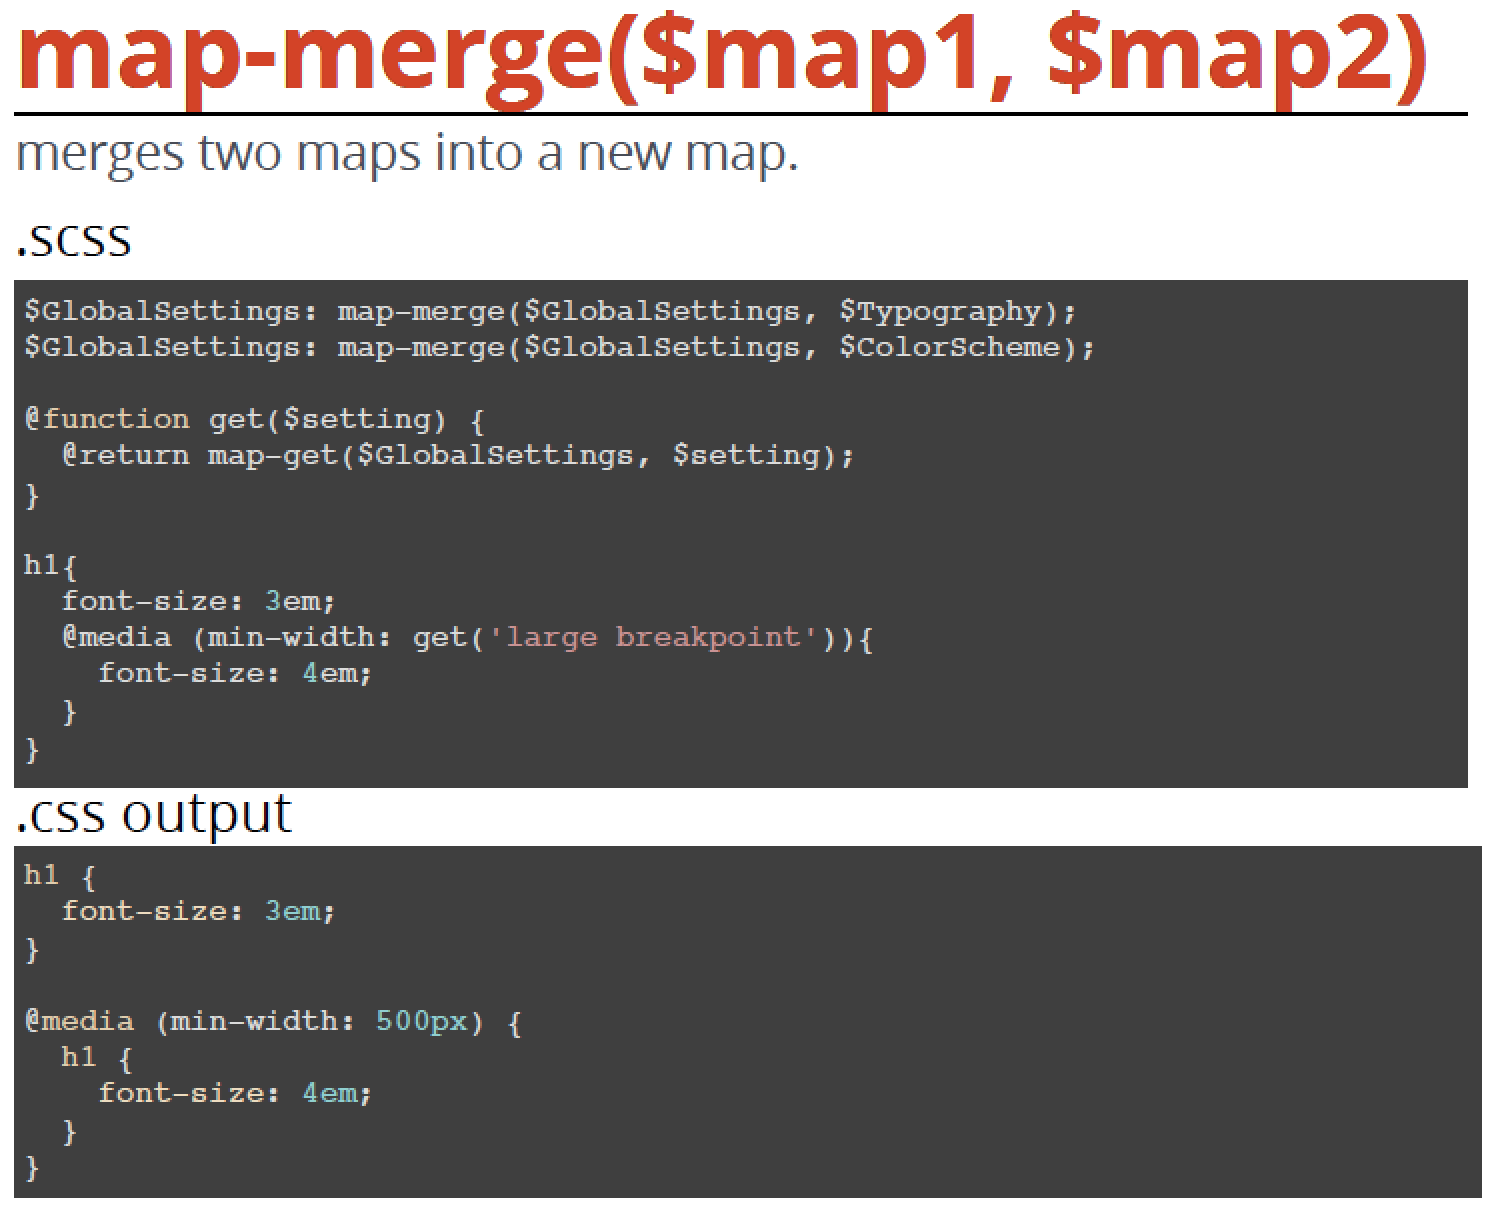 map-merge($map1, $map2)
merges two maps into a new map.
.scss
$GlobalSettings: map-merge($GlobalSettings, $Typography);
$GlobalSettings: map-merge($GlobalSettings, $ColorScheme);
@function get($setting) {
  @return map-get($GlobalSettings, $setting);
}
h1{
  font-size: 3em;
  @media (min-width: get('large breakpoint')){
    font-size: 4em;
  }
}
.css output
h1 {
  font-size: 3em;
}
@media (min-width: 500px) {
  h1 {
    font-size: 4em;
  }
}